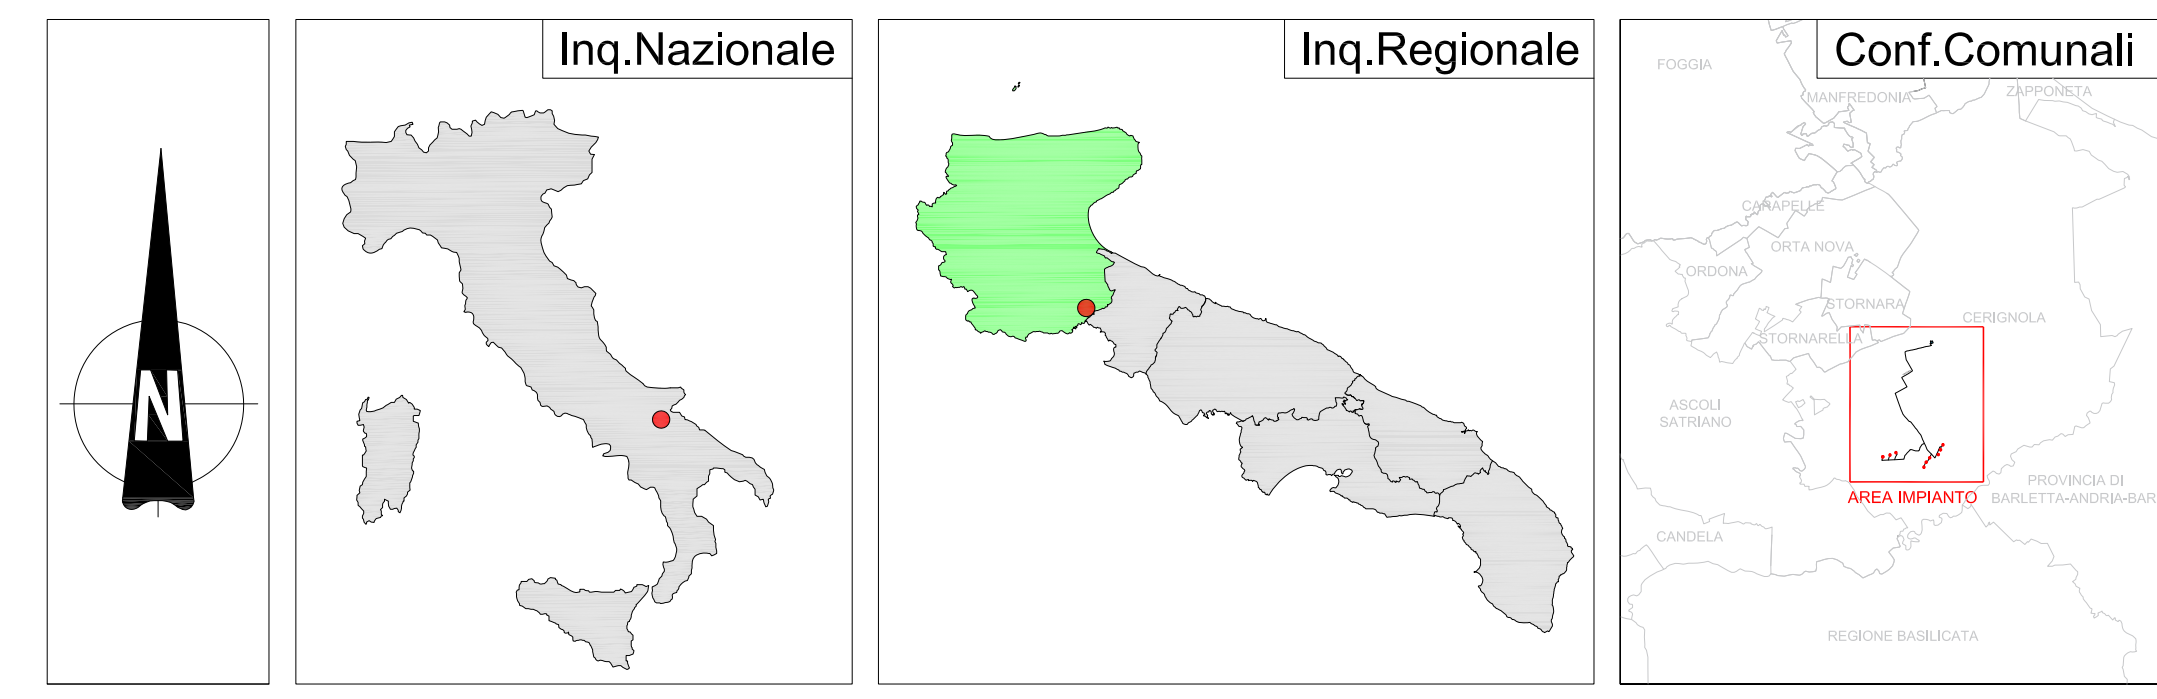 N
Inq.Nazionale
Inq.Regionale
Conf.Comunali
FOGGIA
MANFREDONIA
ZAPPONETA
CARAPELLE
ORTA NOVA
ORDONA
STORNARA
CERIGNOLA
STORNARELLA
ASCOLI
SATRIANO
PROVINCIA DI
AREA IMPIANTO
BARLETTA-ANDRIA-BAR
CANDELA
REGIONE BASILICATA